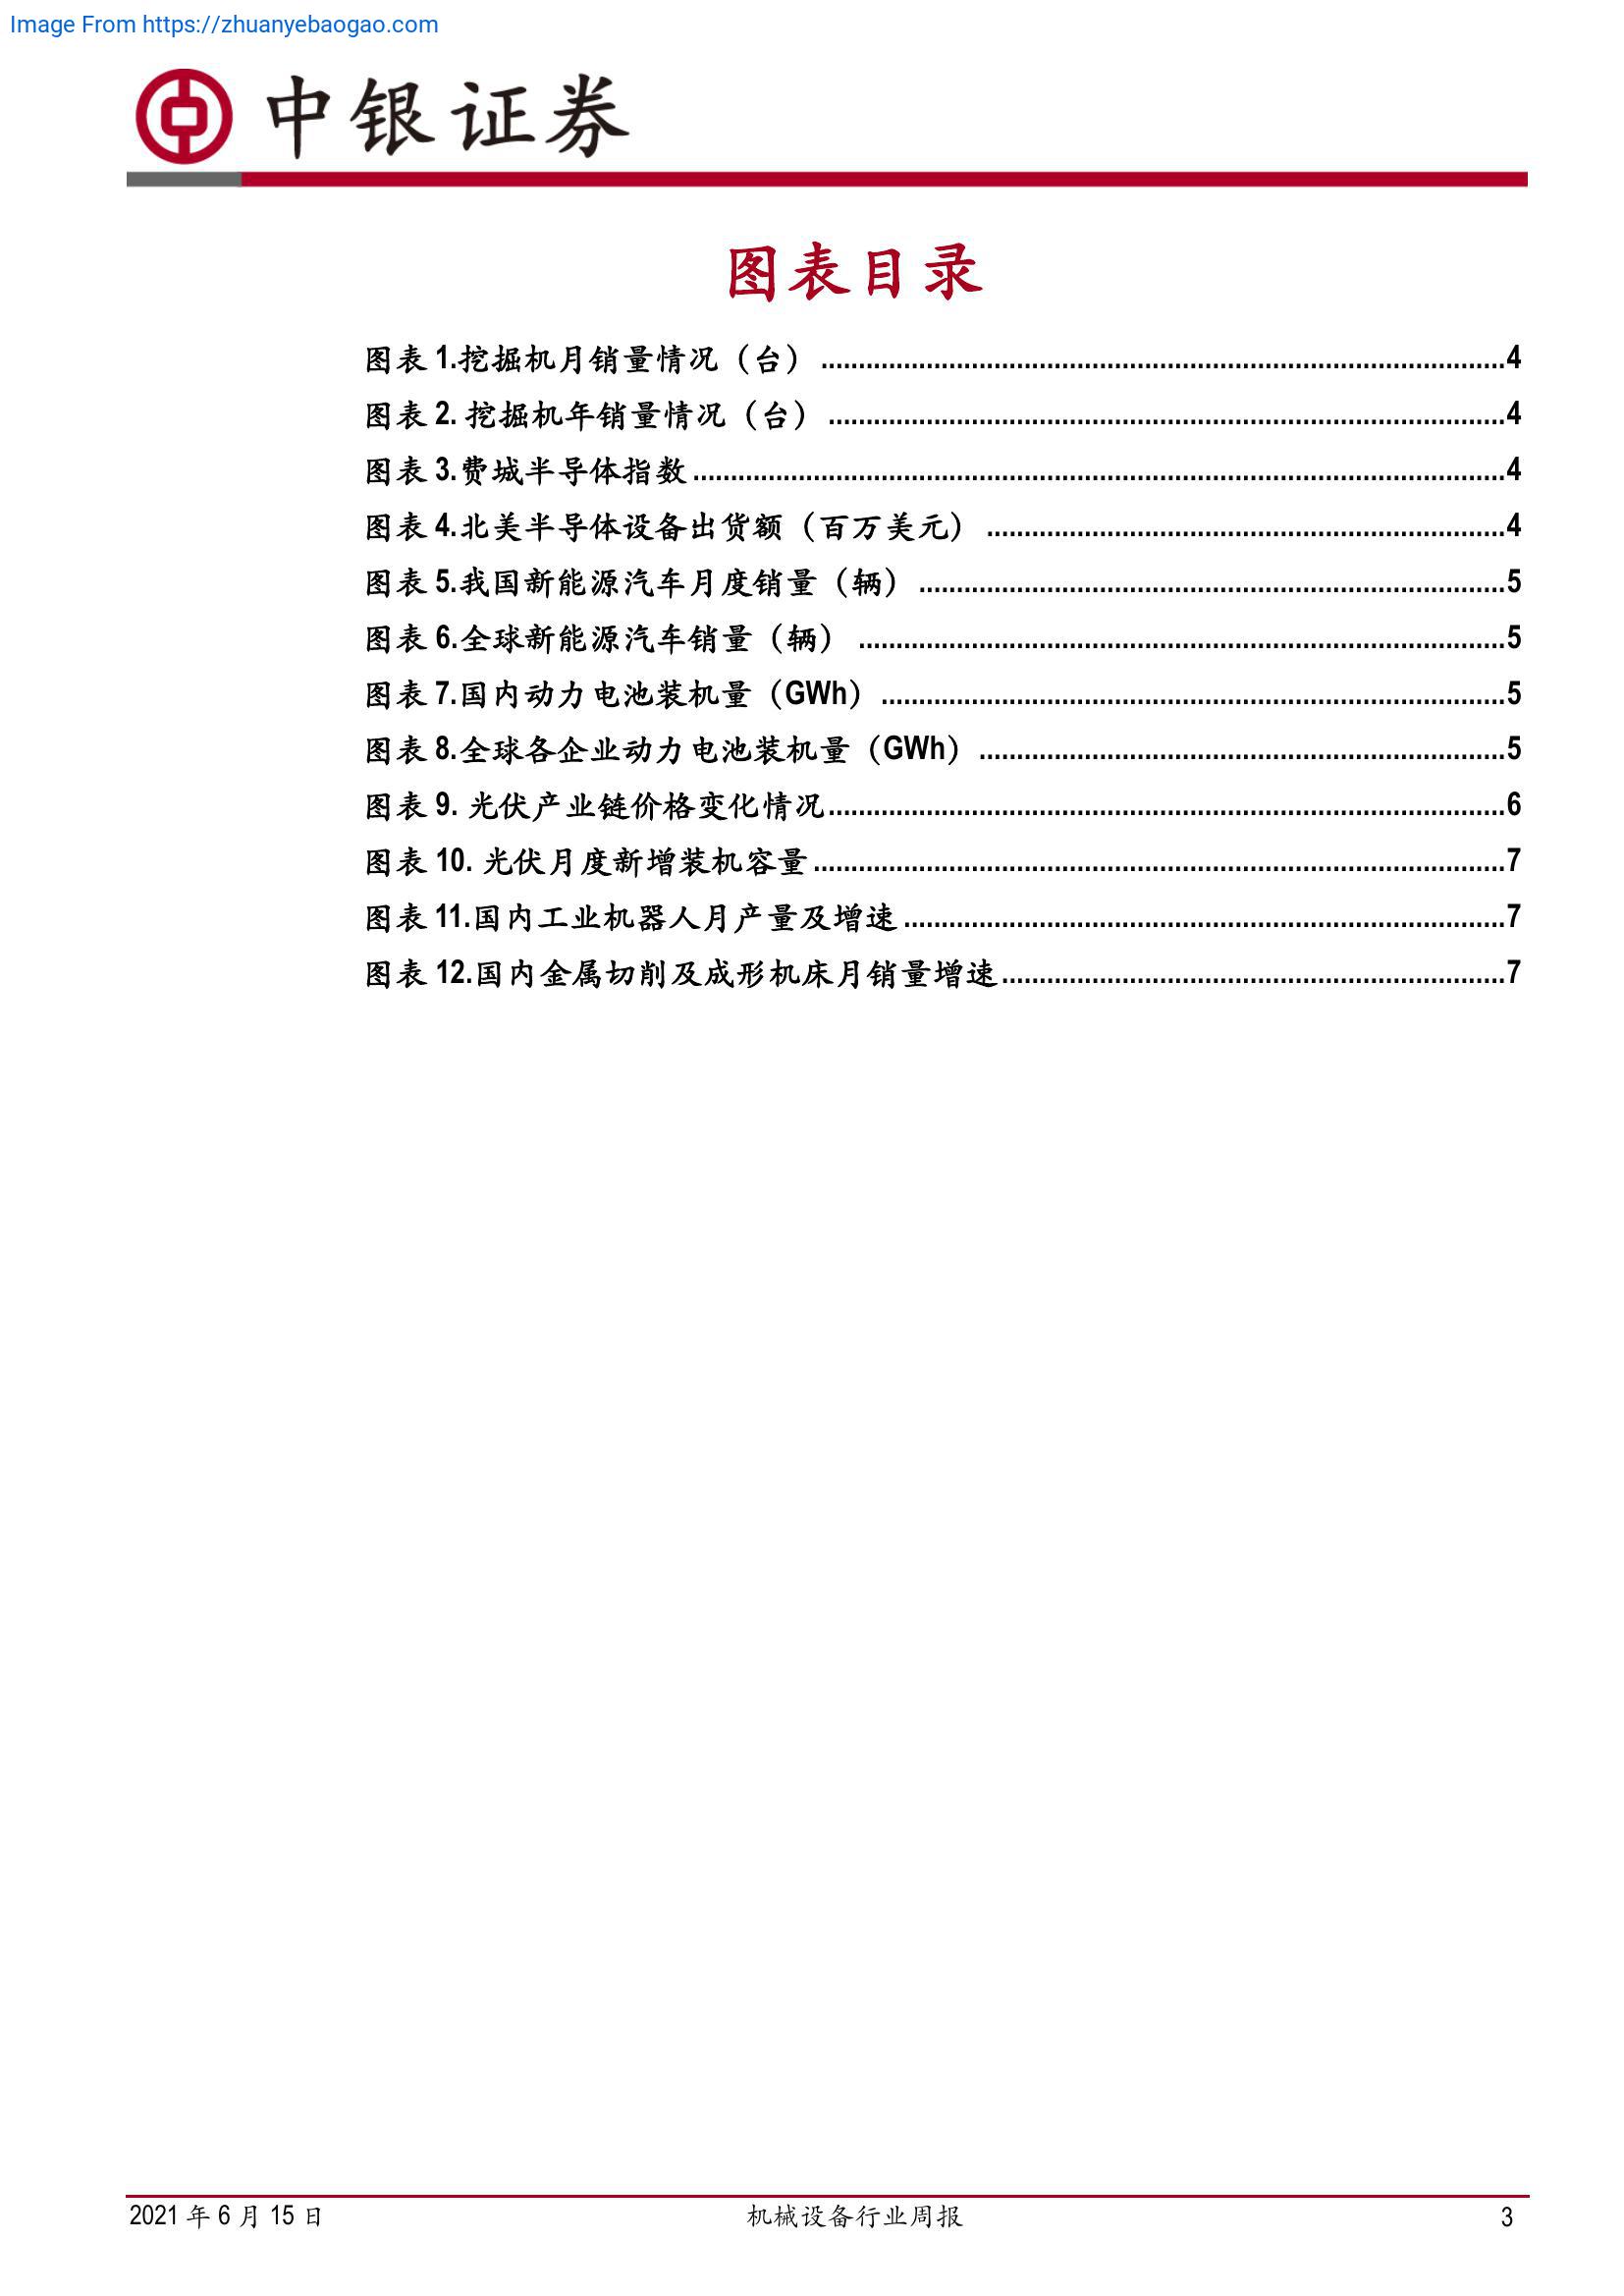 Image From https://zhuanyebaogao.com
中银证券
图表目录
图表 1.挖掘机月销量情况（台）....................4
图表 2. 挖掘机年销量情况（台）....................4
图表 3.费城半导体指数....................4
图表 4.北美半导体设备出货额（百万美元）....................4
图表 5.我国新能源汽车月度销量（辆）....................5
图表 6.全球新能源汽车销量（辆）....................5
图表 7.国内动力电池装机量（GWh）....................5
图表 8.全球各企业动力电池装机量（GWh）....................5
图表 9. 光伏产业链价格变化情况....................6
图表 10. 光伏月度新增装机容量....................7
图表 11.国内工业机器人月产量及增速....................7
图表 12.国内金属切削及成形机床月销量增速....................7
2021 年 6 月 15 日 机械设备行业周报 3